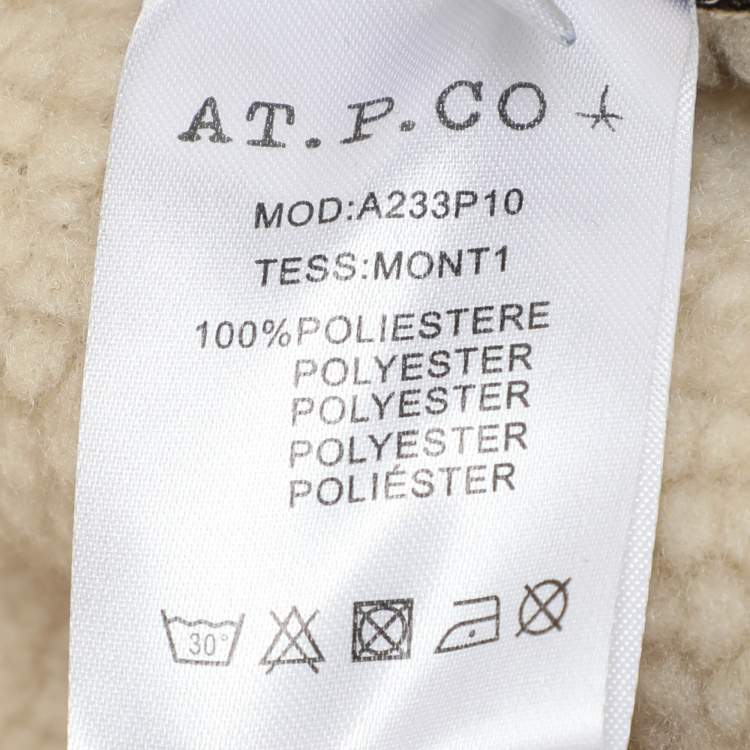 AT.P.CO
MOD:A233P10
TESS:MONT1
100%POLIESTERE
POLYESTER
POLYESTER
POLYESTER
POLIÉSTER
30°